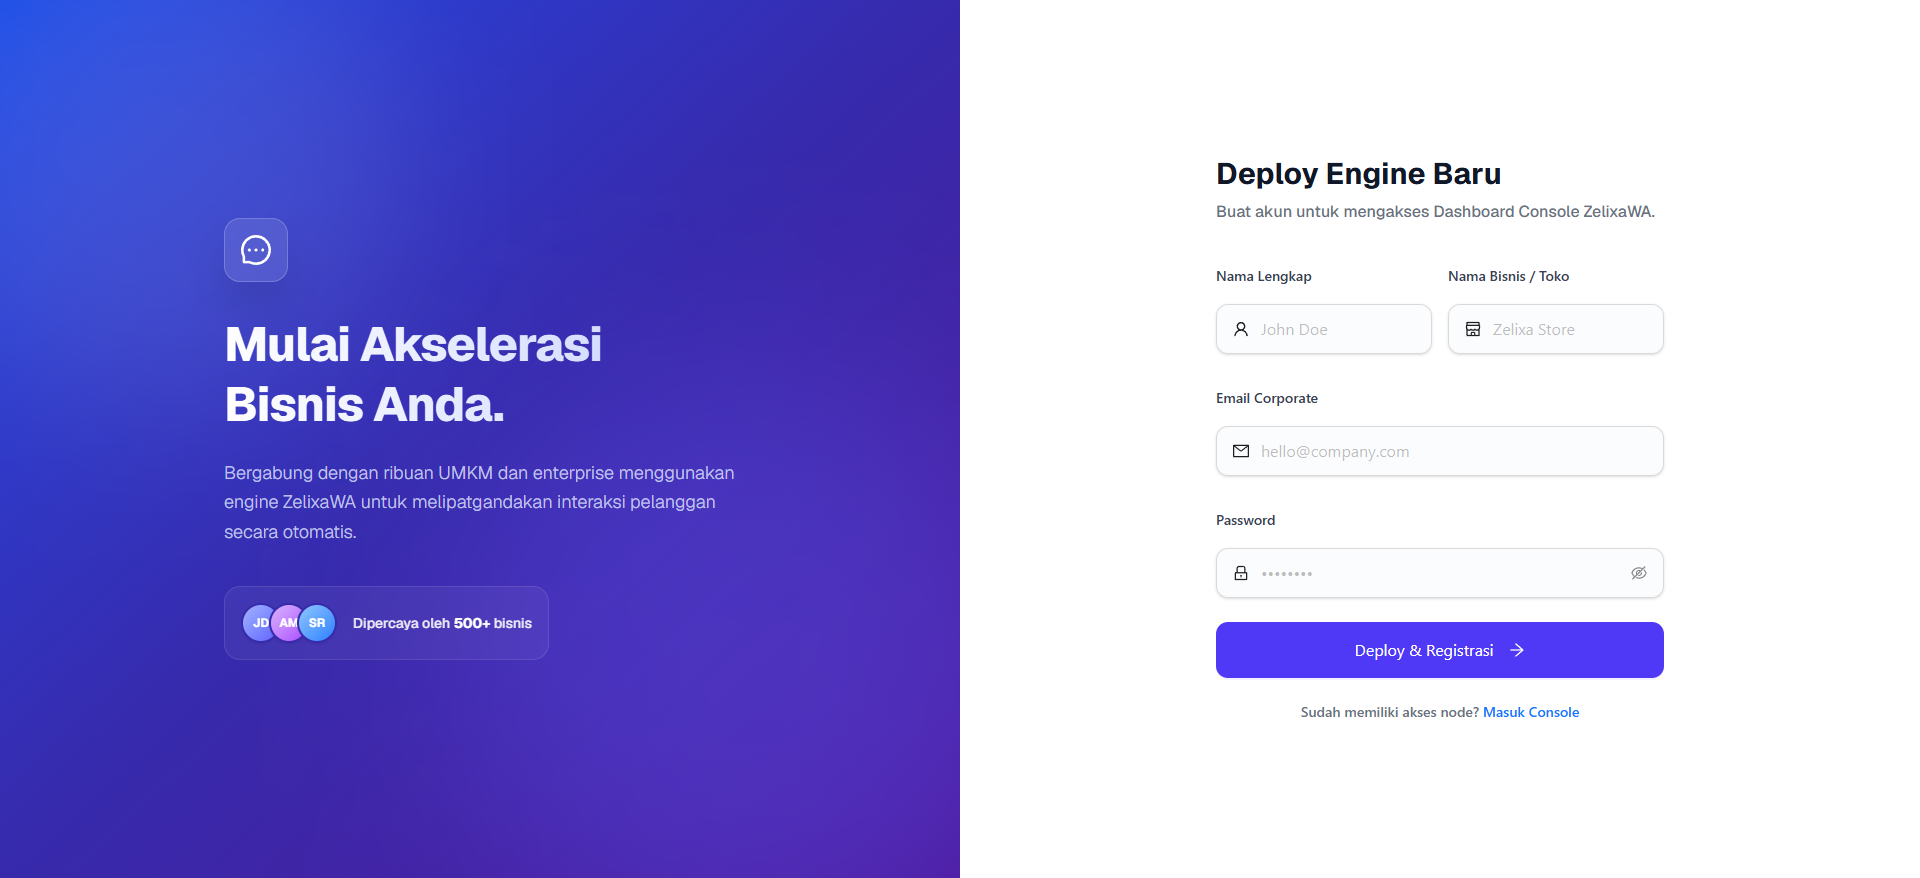 Mulai Akselerasi
Bisnis Anda.
Bergabung dengan ribuan UMKM dan enterprise menggunakan
engine ZelixaWA untuk melipatgandakan interaksi pelanggan
secara otomatis.
JD AM SR Dipercaya oleh 500+ bisnis
Deploy Engine Baru
Buat akun untuk mengakses Dashboard Console ZelixaWA.
Nama Lengkap
Nama Bisnis / Toko
John Doe
Zelixa Store
Email Corporate
hello@company.com
Password
••••••••
Deploy & Registrasi
Sudah memiliki akses node? Masuk Console